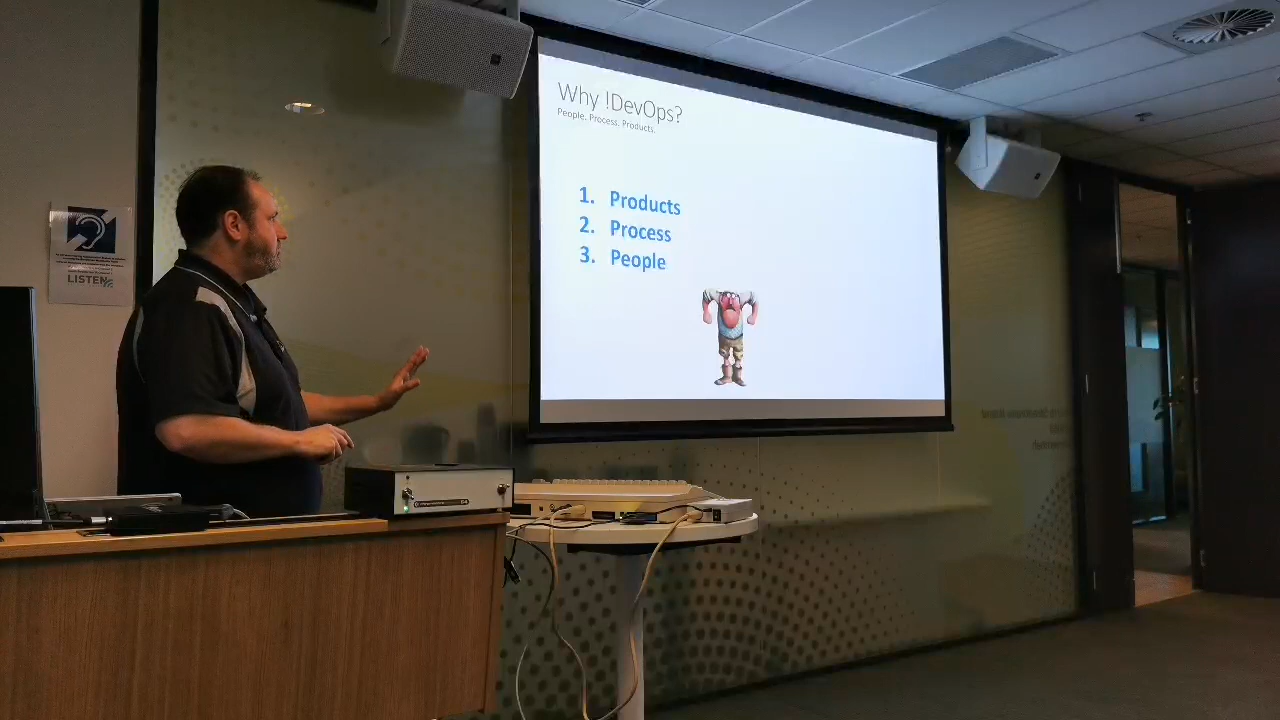 Why !DevOps?
People. Process. Products.
1. Products
2. Process
3. People
LISTEN